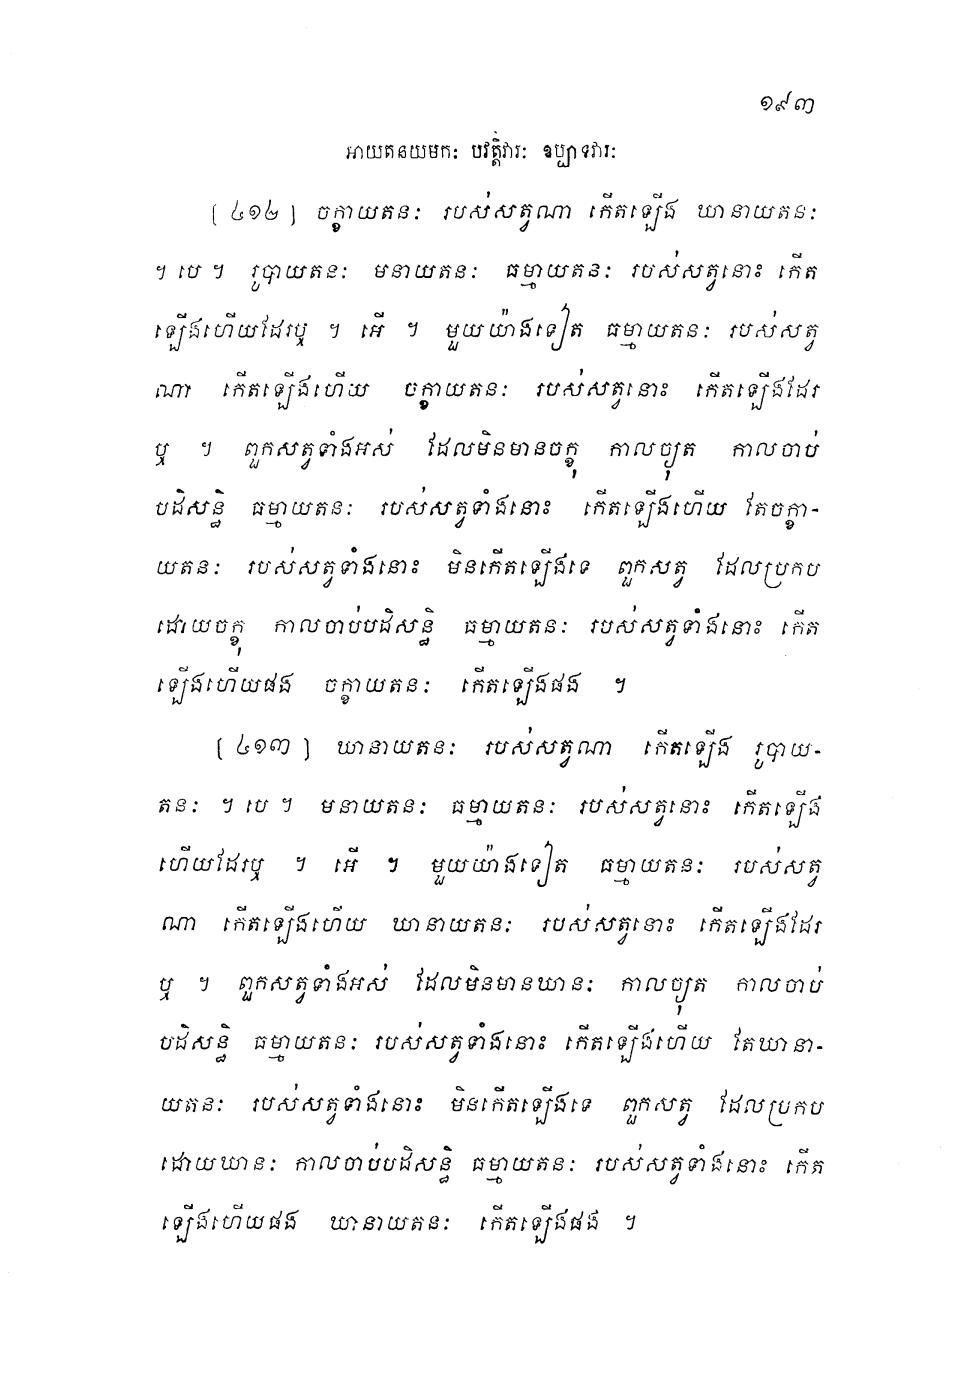 ១៩៣
អាយតនយមកៈ បវត្តិវារៈ ឧប្បាទវារៈ
[ ៤១២ ] ចក្ខាយតនៈ របស់សត្វណា កើតឡើង ឃានាយតនៈ
។ បេ ។ រូបាយតនៈ មនាយតនៈ ធម្មាយតនៈ របស់សត្វនោះ កើត
ឡើងហើយដែរឬ ។ អើ ។ មួយយ៉ាងទៀត ធម្មាយតនៈ របស់សត្វ
ណា កើតឡើងហើយ ចក្ខាយតនៈ របស់សត្វនោះ កើតឡើងដែរ
ឬ ។ ពួកសត្វទាំងអស់ ដែលមិនមានចក្ខុ កាលច្យុត កាលចាប់
បដិសន្ធិ ធម្មាយតនៈ របស់សត្វទាំងនោះ កើតឡើងហើយ តែចក្ខា-
យតនៈ របស់សត្វទាំងនោះ មិនកើតឡើងទេ ពួកសត្វ ដែលប្រកប
ដោយចក្ខុ កាលចាប់បដិសន្ធិ ធម្មាយតនៈ របស់សត្វទាំងនោះ កើត
ឡើងហើយផង ចក្ខាយតនៈ កើតឡើងផង ។
[ ៤១៣ ] ឃានាយតនៈ របស់សត្វណា កើតឡើង រូបាយ-
តនៈ ។ បេ ។ មនាយតនៈ ធម្មាយតនៈ របស់សត្វនោះ កើតឡើង
ហើយដែរឬ ។ អើ ។ មួយយ៉ាងទៀត ធម្មាយតនៈ របស់សត្វ
ណា កើតឡើងហើយ ឃានាយតនៈ របស់សត្វនោះ កើតឡើងដែរ
ឬ ។ ពួកសត្វទាំងអស់ ដែលមិនមានឃានៈ កាលច្យុត កាលចាប់
បដិសន្ធិ ធម្មាយតនៈ របស់សត្វទាំងនោះ កើតឡើងហើយ តែឃានា-
យតនៈ របស់សត្វទាំងនោះ មិនកើតឡើងទេ ពួកសត្វ ដែលប្រកប
ដោយឃានៈ កាលចាប់បដិសន្ធិ ធម្មាយតនៈ របស់សត្វទាំងនោះ កើត
ឡើងហើយផង ឃានាយតនៈ កើតឡើងផង ។